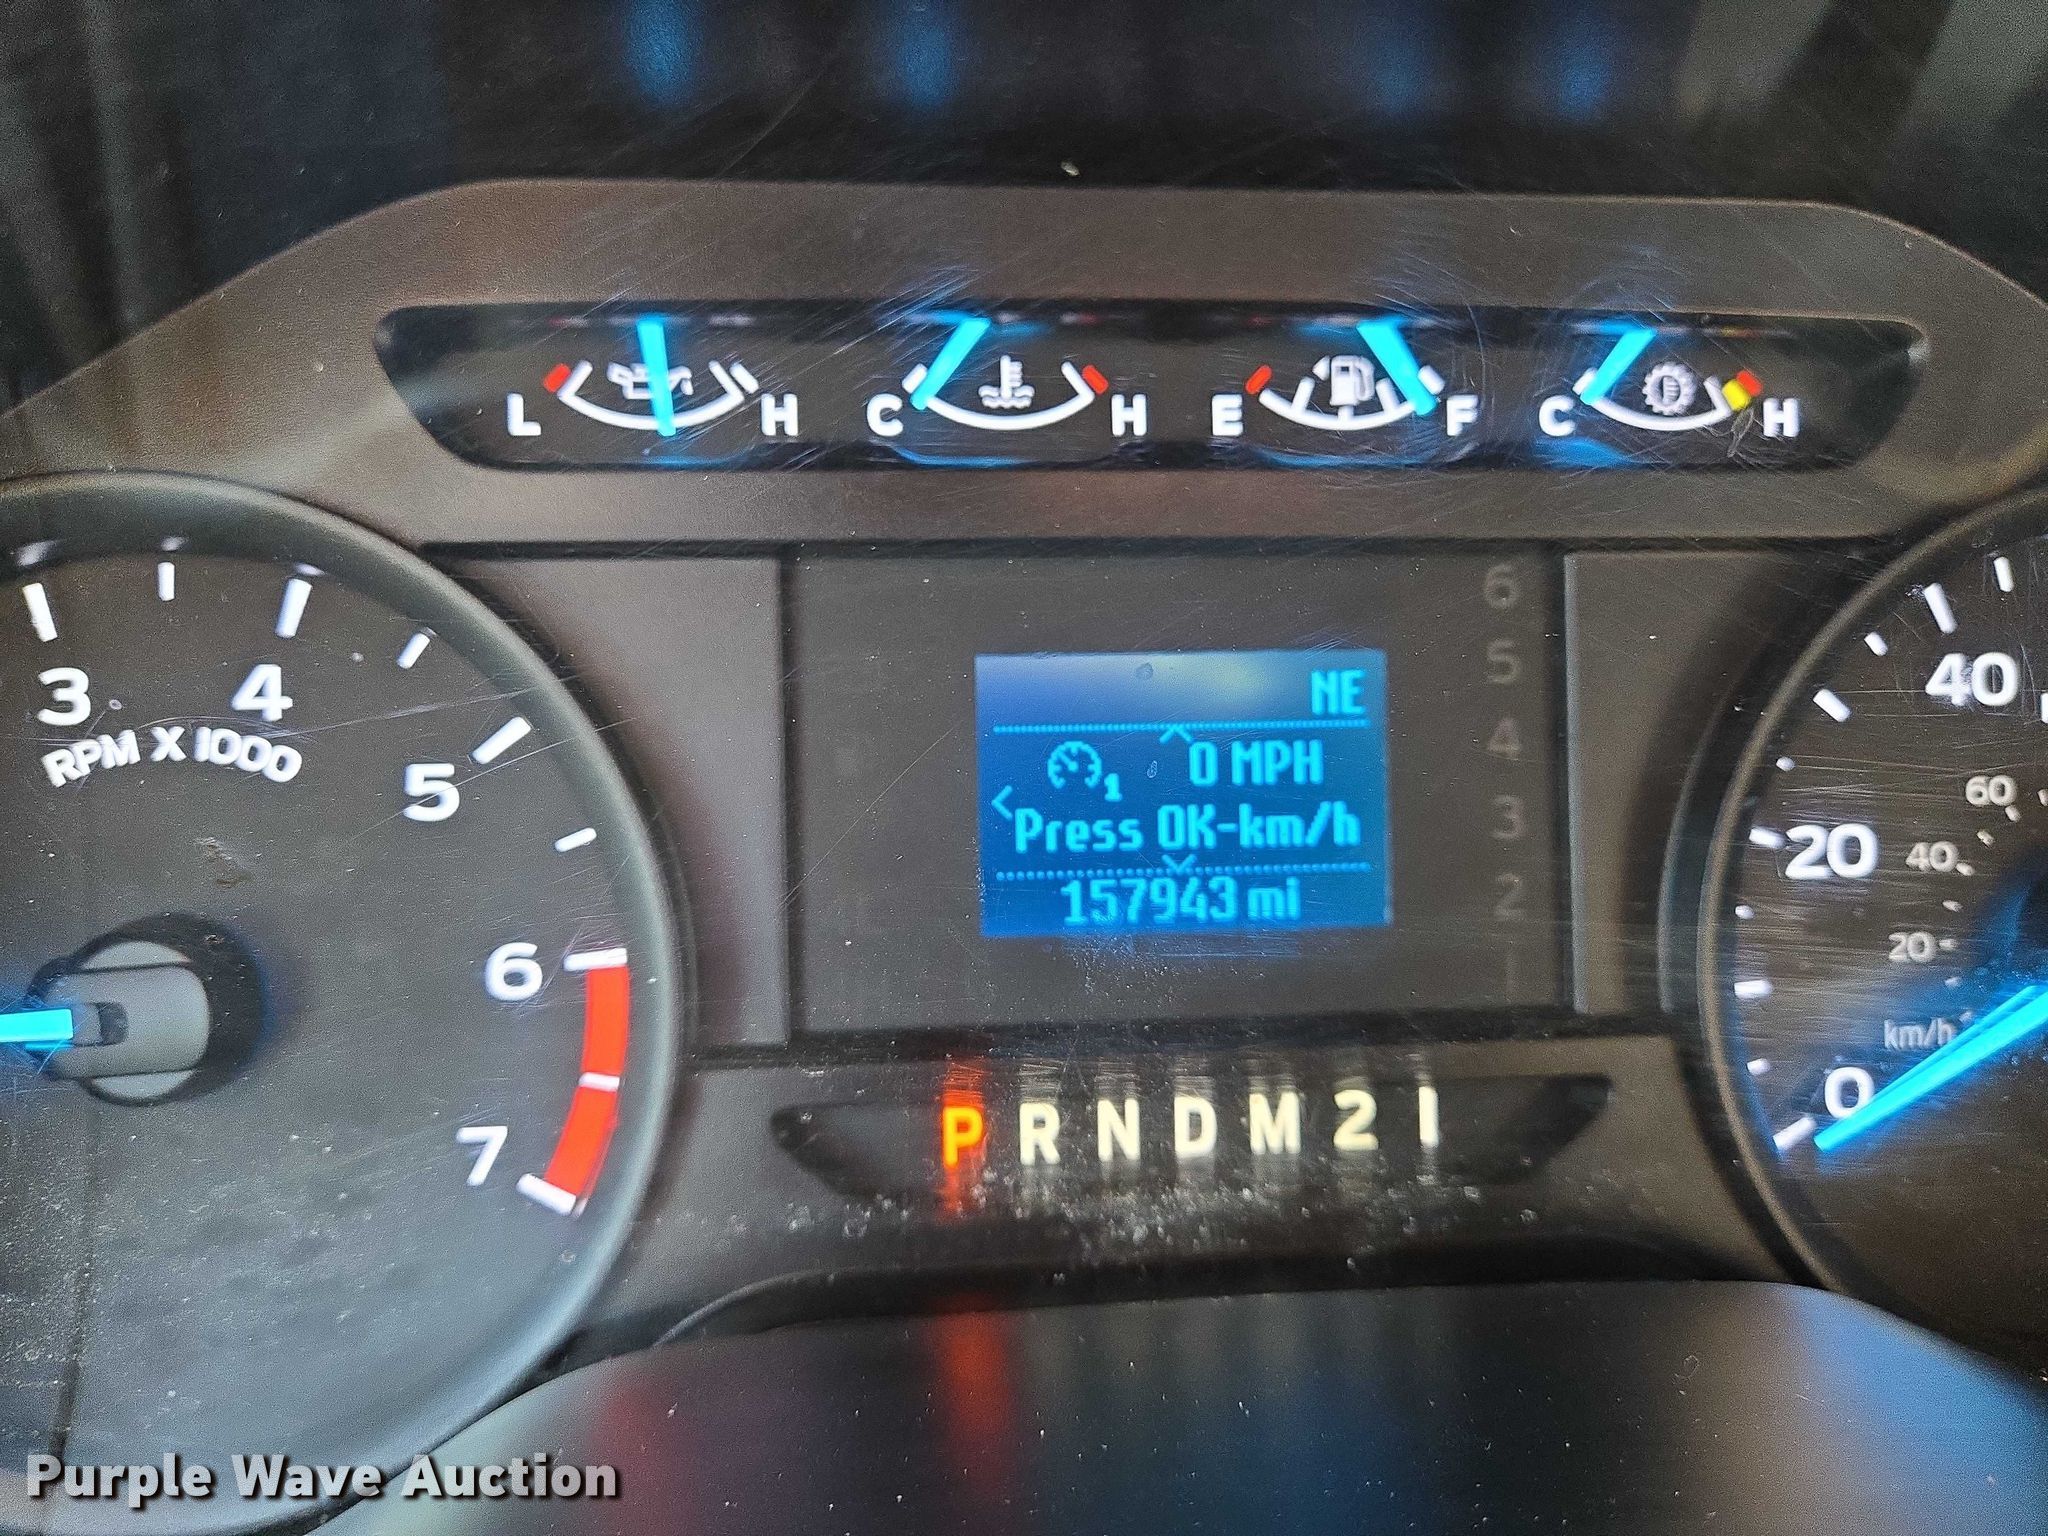 L H C H E F C H
3 4 5 6 7
RPM X 1000
6
5
4
3
2
1
NE
1 0 MPH
Press OK-km/h
157943 mi
P R N D M 2 1
40
20
0
60
40
20
km/h
Purple Wave Auction